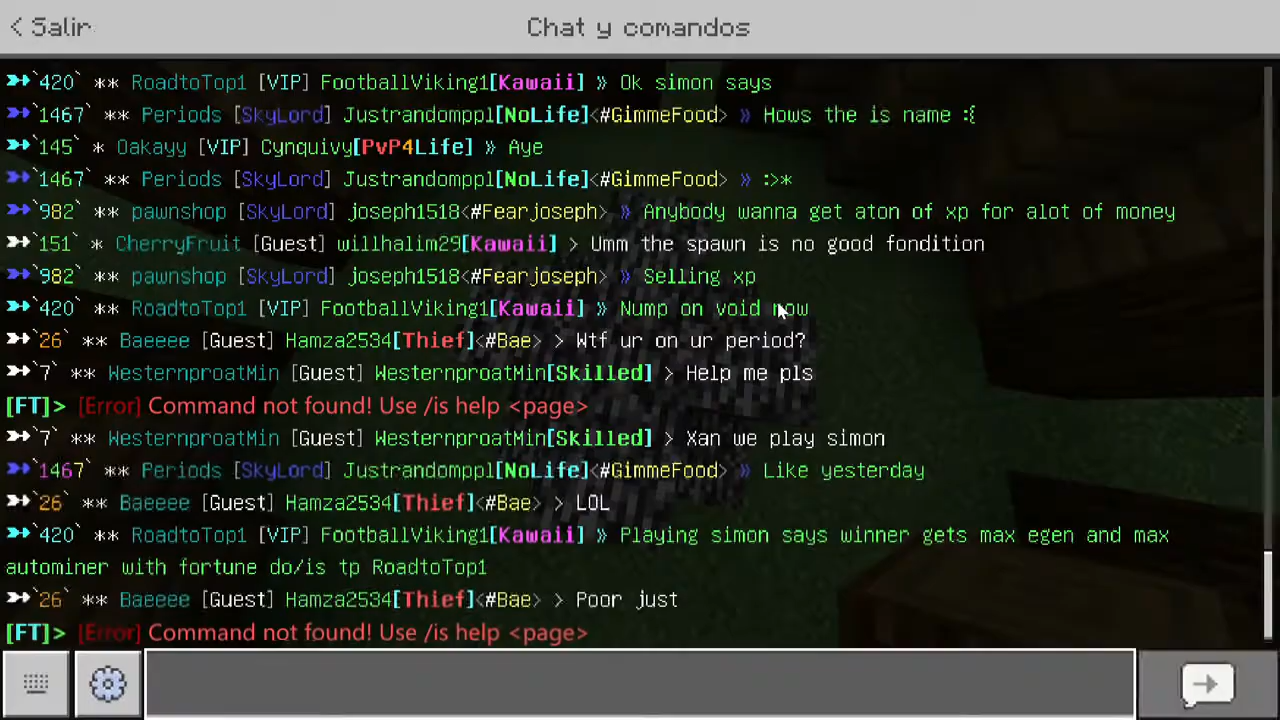 < Salir
Chat y comandos
➳`420` ** RoadtoTop1 [VIP] FootballViking1[Kawaii] » Ok simon says
➳`1467` ** Periods [SkyLord] Justrandomppl[NoLife]<#GimmeFood> » Hows the is name :{
➳`145` * Oakayy [VIP] Cynquivy[PvP4Life] » Aye
➳`1467` ** Periods [SkyLord] Justrandomppl[NoLife]<#GimmeFood> » :>*
➳`982` ** pawnshop [SkyLord] joseph1518<#Fearjoseph> » Anybody wanna get aton of xp for alot of money
➳`151` * CherryFruit [Guest] willhalim29[Kawaii] > Umm the spawn is no good fondition
➳`982` ** pawnshop [SkyLord] joseph1518<#Fearjoseph> » Selling xp
➳`420` ** RoadtoTop1 [VIP] FootballViking1[Kawaii] » Nump on void now
➳`26` ** Baeeee [Guest] Hamza2534[Thief]<#Bae> > Wtf ur on ur period?
➳`7` ** WesternproatMin [Guest] WesternproatMin[Skilled] > Help me pls
[FT]> [Error] Command not found! Use /is help <page>
➳`7` ** WesternproatMin [Guest] WesternproatMin[Skilled] > Xan we play simon
➳`1467` ** Periods [SkyLord] Justrandomppl[NoLife]<#GimmeFood> » Like yesterday
➳`26` ** Baeeee [Guest] Hamza2534[Thief]<#Bae> > LOL
➳`420` ** RoadtoTop1 [VIP] FootballViking1[Kawaii] » Playing simon says winner gets max egen and max
autominer with fortune do/is tp RoadtoTop1
➳`26` ** Baeeee [Guest] Hamza2534[Thief]<#Bae> > Poor just
[FT]> [Error] Command not found! Use /is help <page>